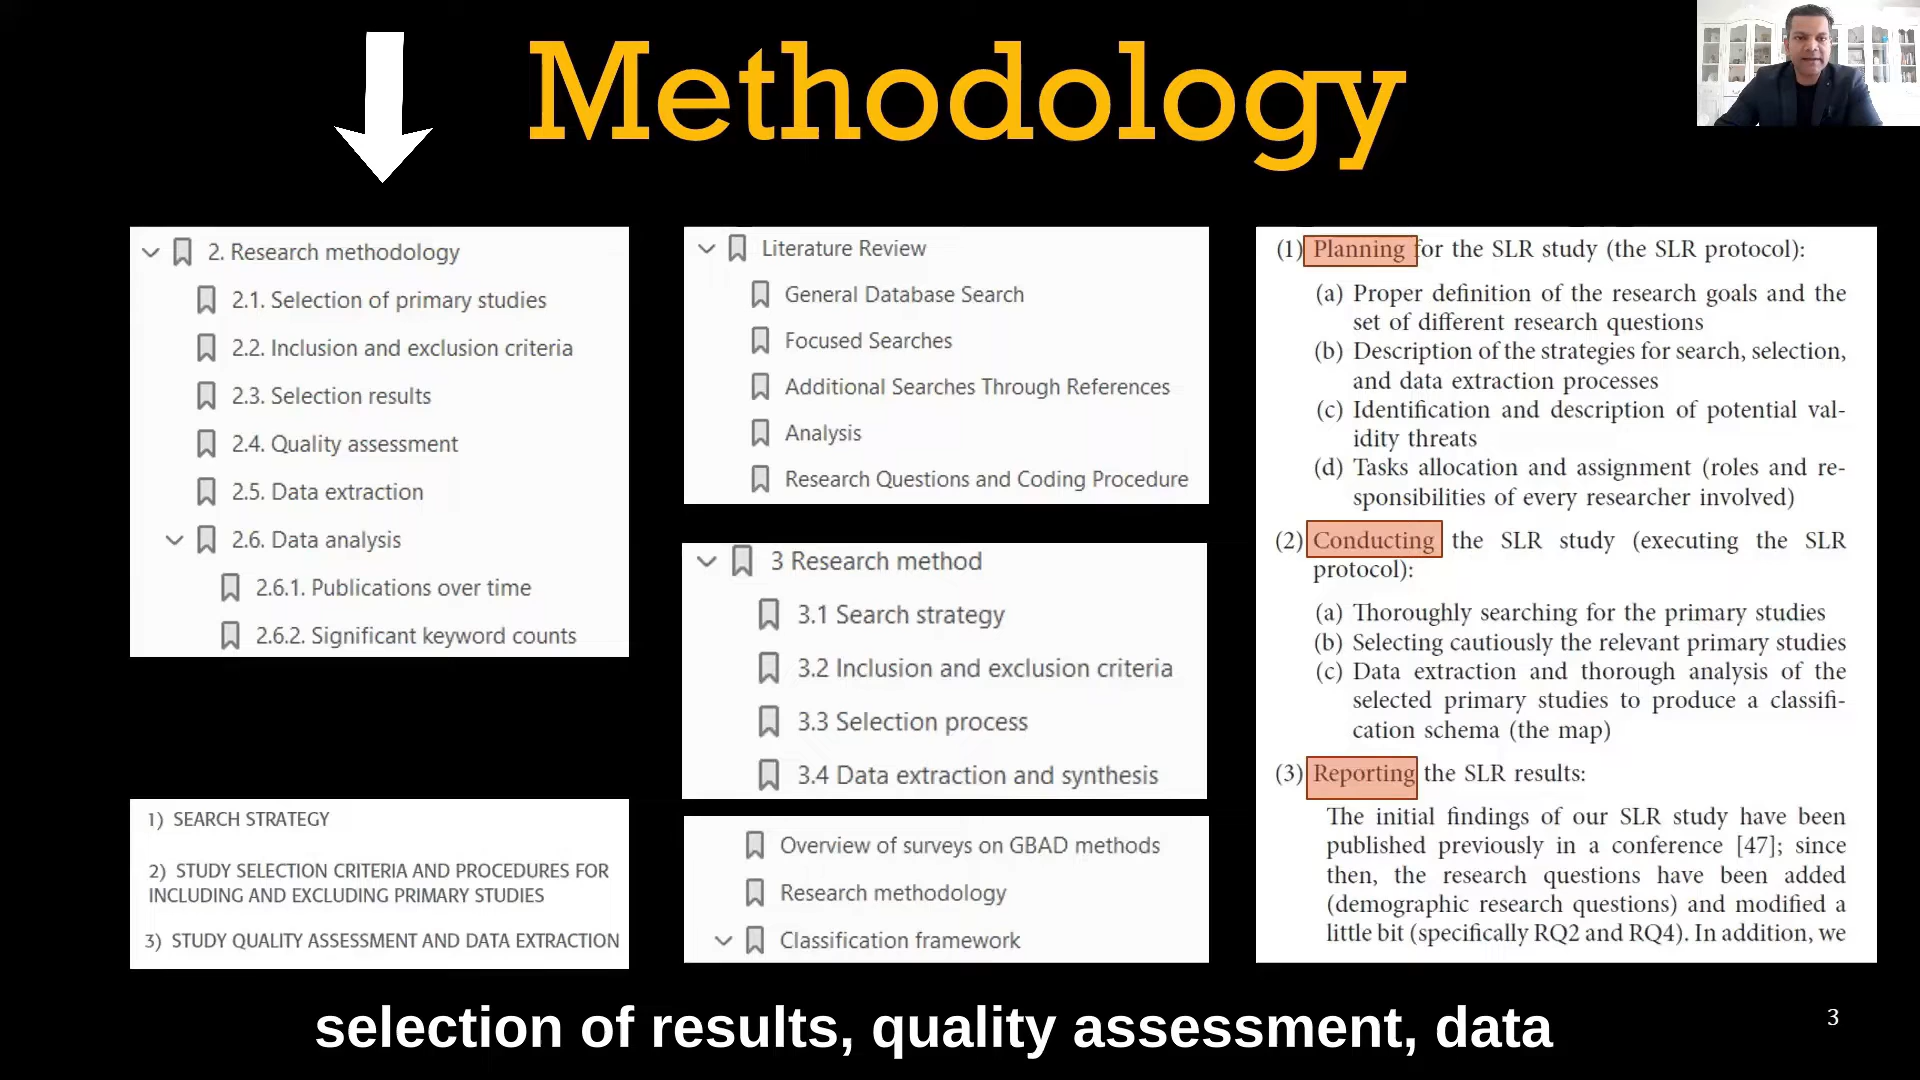 Methodology
2. Research methodology
2.1. Selection of primary studies
2.2. Inclusion and exclusion criteria
2.3. Selection results
2.4. Quality assessment
2.5. Data extraction
2.6. Data analysis
2.6.1. Publications over time
2.6.2. Significant keyword counts
1) SEARCH STRATEGY
2) STUDY SELECTION CRITERIA AND PROCEDURES FOR
INCLUDING AND EXCLUDING PRIMARY STUDIES
3) STUDY QUALITY ASSESSMENT AND DATA EXTRACTION
Literature Review
General Database Search
Focused Searches
Additional Searches Through References
Analysis
Research Questions and Coding Procedure
3 Research method
3.1 Search strategy
3.2 Inclusion and exclusion criteria
3.3 Selection process
3.4 Data extraction and synthesis
Overview of surveys on GBAD methods
Research methodology
Classification framework
(1) Planning for the SLR study (the SLR protocol):
(a) Proper definition of the research goals and the
set of different research questions
(b) Description of the strategies for search, selection,
and data extraction processes
(c) Identification and description of potential val-
idity threats
(d) Tasks allocation and assignment (roles and re-
sponsibilities of every researcher involved)
(2) Conducting the SLR study (executing the SLR
protocol):
(a) Thoroughly searching for the primary studies
(b) Selecting cautiously the relevant primary studies
(c) Data extraction and thorough analysis of the
selected primary studies to produce a classifi-
cation schema (the map)
(3) Reporting the SLR results:
The initial findings of our SLR study have been
published previously in a conference [47]; since
then, the research questions have been added
(demographic research questions) and modified a
little bit (specifically RQ2 and RQ4). In addition, we
selection of results, quality assessment, data
3